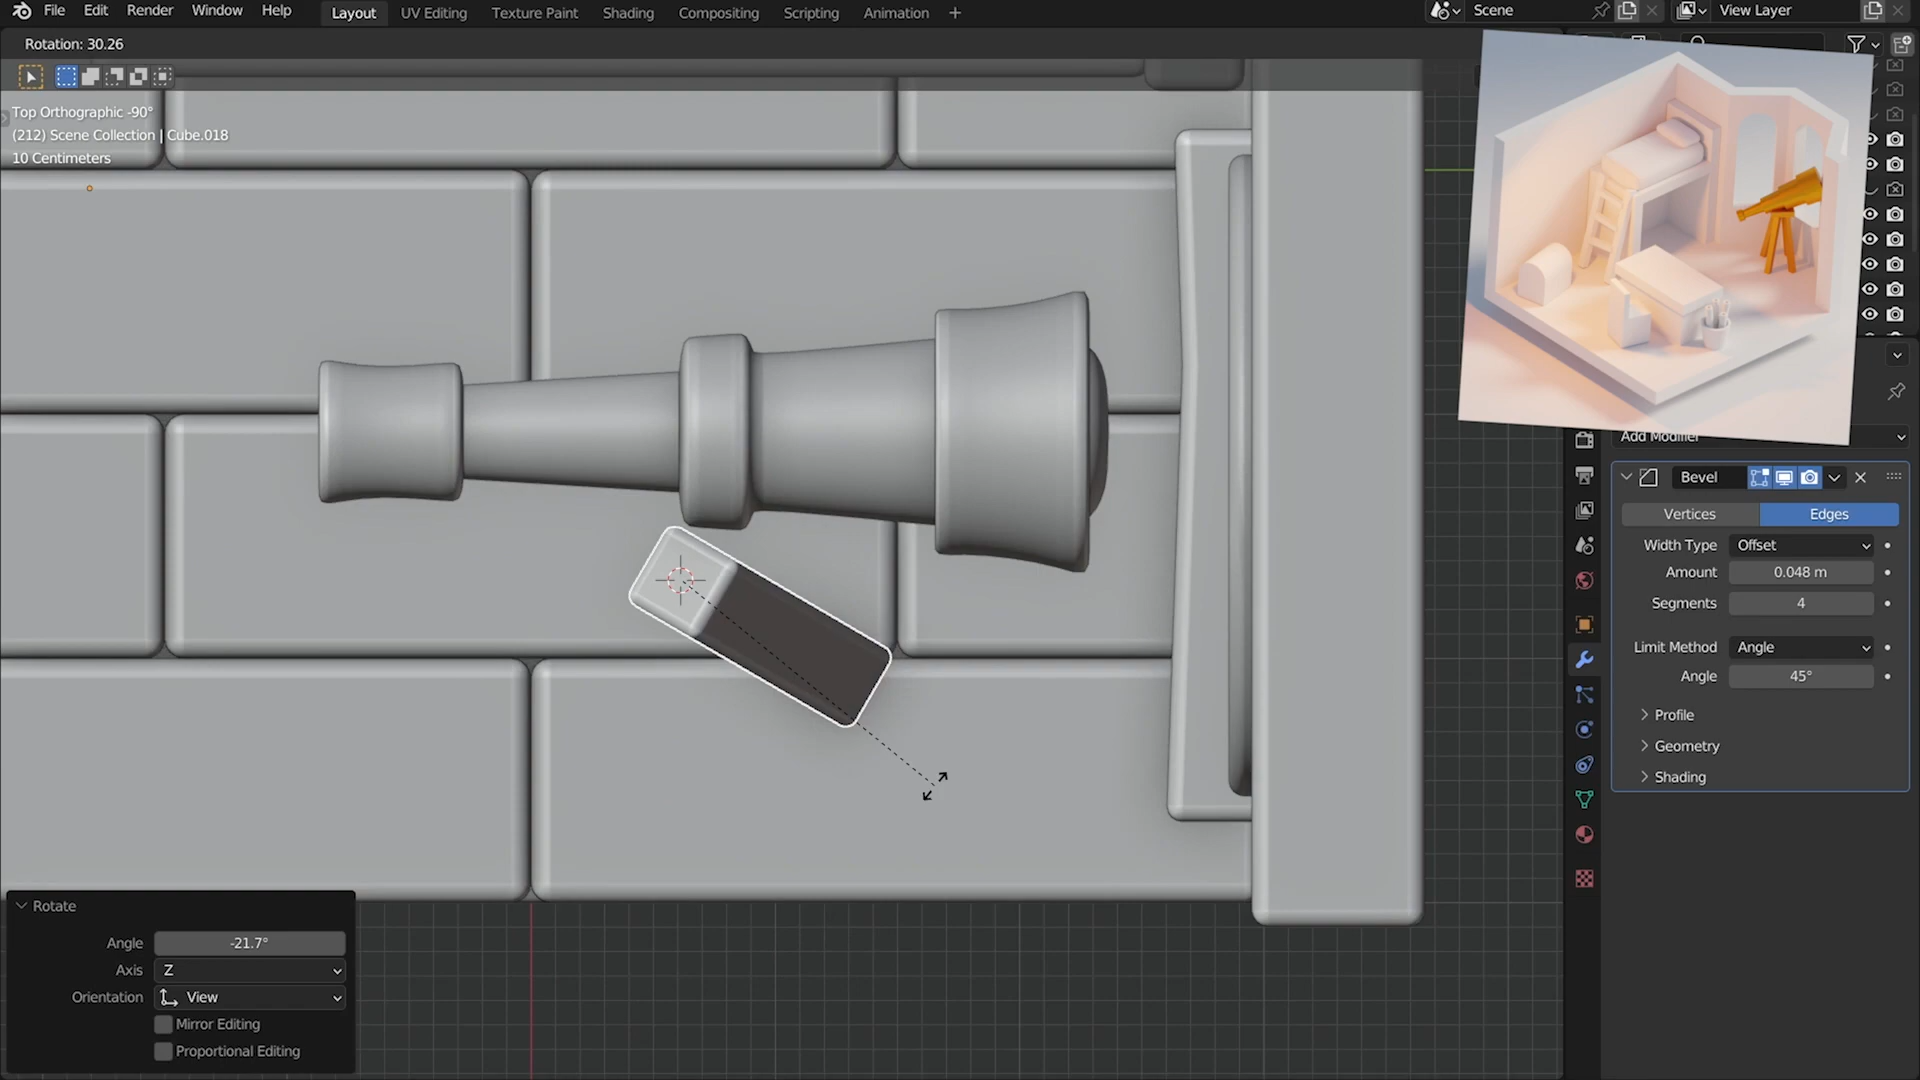 File Edit Render Window Help Layout UV Editing Texture Paint Shading Compositing Scripting Animation + Scene View Layer
Rotation: 30.26
Top Orthographic -90°
(212) Scene Collection | Cube.018
10 Centimeters
Add Modifier
Bevel
Vertices Edges
Width Type Offset
Amount 0.048 m
Segments 4
Limit Method Angle
Angle 45°
Profile
Geometry
Shading
Rotate
Angle -21.7°
Axis Z
Orientation View
Mirror Editing
Proportional Editing